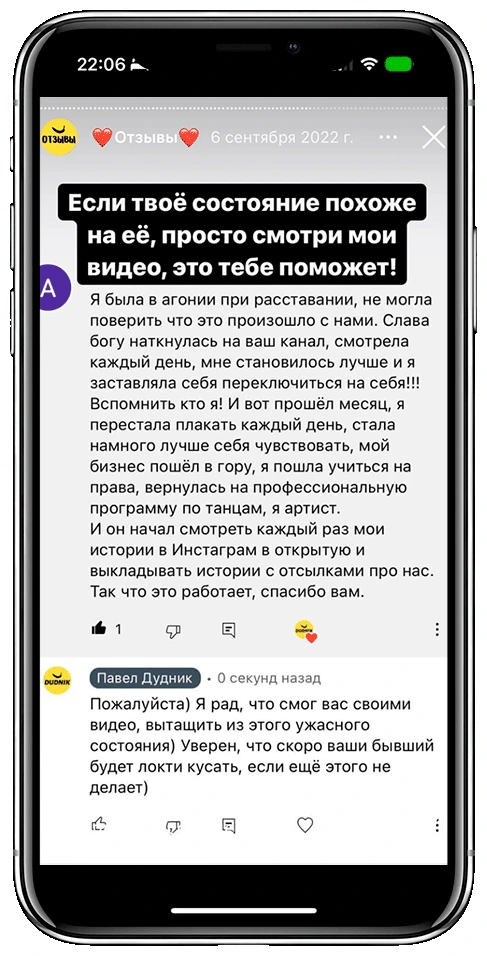 22:06
ОТЗЫВЫ
❤️Отзывы❤️ 6 сентября 2022 г.
Если твоё состояние похоже
на её, просто смотри мои
видео, это тебе поможет!
А
Я была в агонии при расставании, не могла
поверить что это произошло с нами. Слава
богу наткнулась на ваш канал, смотрела
каждый день, мне становилось лучше и я
заставляла себя переключиться на себя!!!
Вспомнить кто я! И вот прошёл месяц, я
перестала плакать каждый день, стала
намного лучше себя чувствовать, мой
бизнес пошёл в гору, я пошла учиться на
права, вернулась на профессиональную
программу по танцам, я артист.
И он начал смотреть каждый раз мои
истории в Инстаграм в открытую и
выкладывать истории с отсылками про нас.
Так что это работает, спасибо вам.
1
DUDNIK
DUDNIK
Павел Дудник • 0 секунд назад
Пожалуйста) Я рад, что смог вас своими
видео, вытащить из этого ужасного
состояния) Уверен, что скоро ваши бывший
будет локти кусать, если ещё этого не
делает)